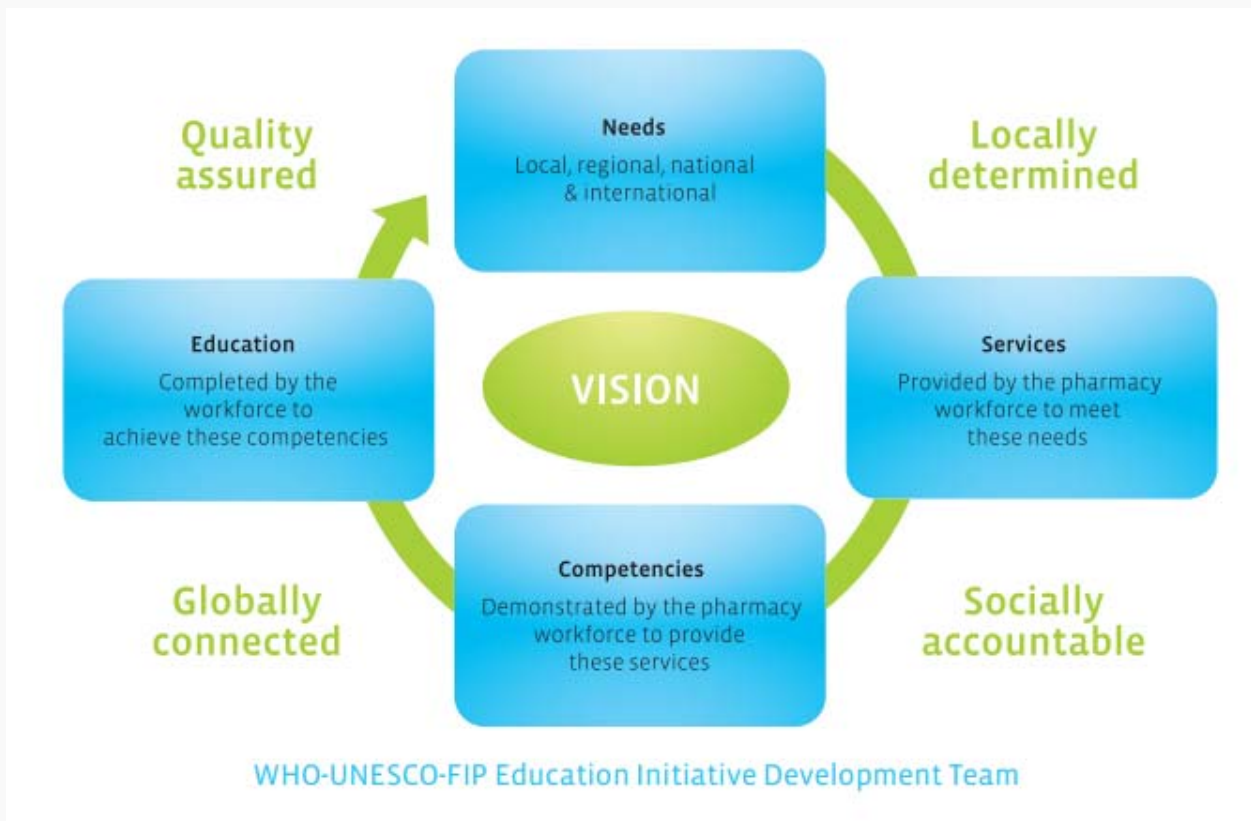 Quality
assured
Needs
Local, regional, national
& international
Locally
determined
Education
Completed by the
workforce to
achieve these competencies
VISION
Services
Provided by the pharmacy
workforce to meet
these needs
Globally
connected
Competencies
Demonstrated by the pharmacy
workforce to provide
these services
Socially
accountable
WHO-UNESCO-FIP Education Initiative Development Team